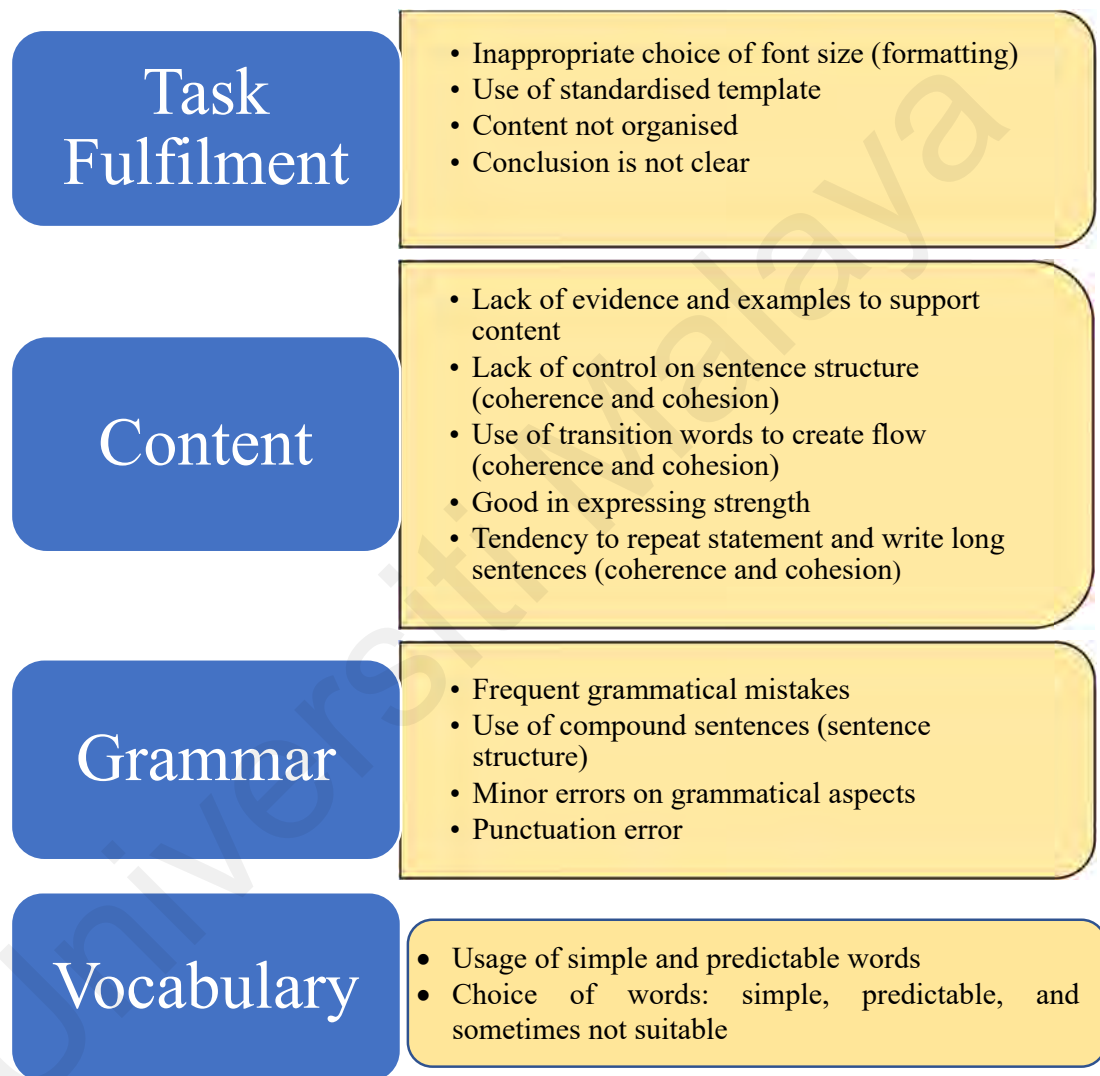 Task
Fulfilment
• Inappropriate choice of font size (formatting)
• Use of standardised template
• Content not organised
• Conclusion is not clear
Content
• Lack of evidence and examples to support
content
• Lack of control on sentence structure
(coherence and cohesion)
• Use of transition words to create flow
(coherence and cohesion)
• Good in expressing strength
• Tendency to repeat statement and write long
sentences (coherence and cohesion)
Grammar
• Frequent grammatical mistakes
• Use of compound sentences (sentence
structure)
• Minor errors on grammatical aspects
• Punctuation error
Vocabulary
• Usage of simple and predictable words
• Choice of words: simple, predictable, and
sometimes not suitable
Universiti Malaya